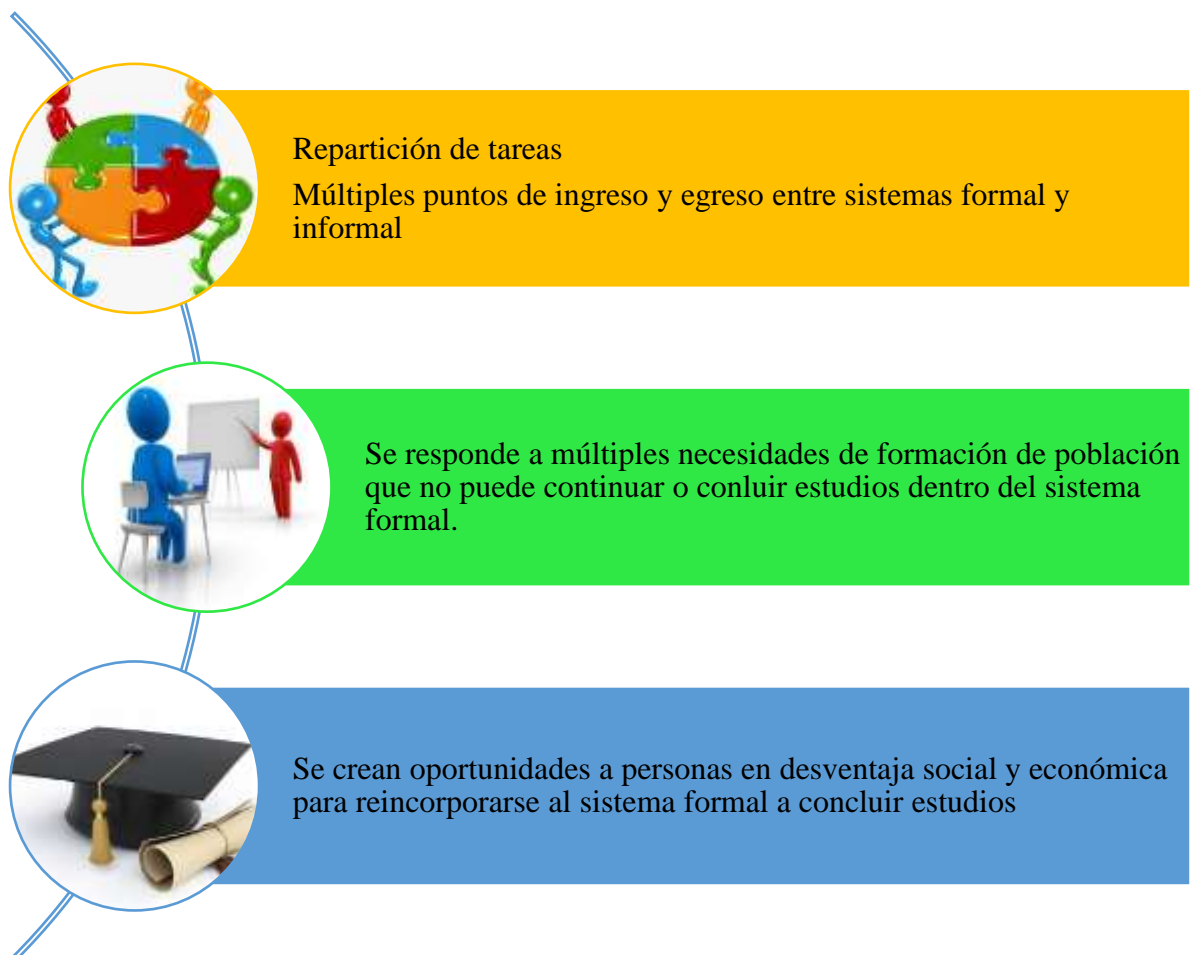 Repartición de tareas
Múltiples puntos de ingreso y egreso entre sistemas formal y
informal
Se responde a múltiples necesidades de formación de población
que no puede continuar o conluir estudios dentro del sistema
formal.
Se crean oportunidades a personas en desventaja social y económica
para reincorporarse al sistema formal a concluir estudios